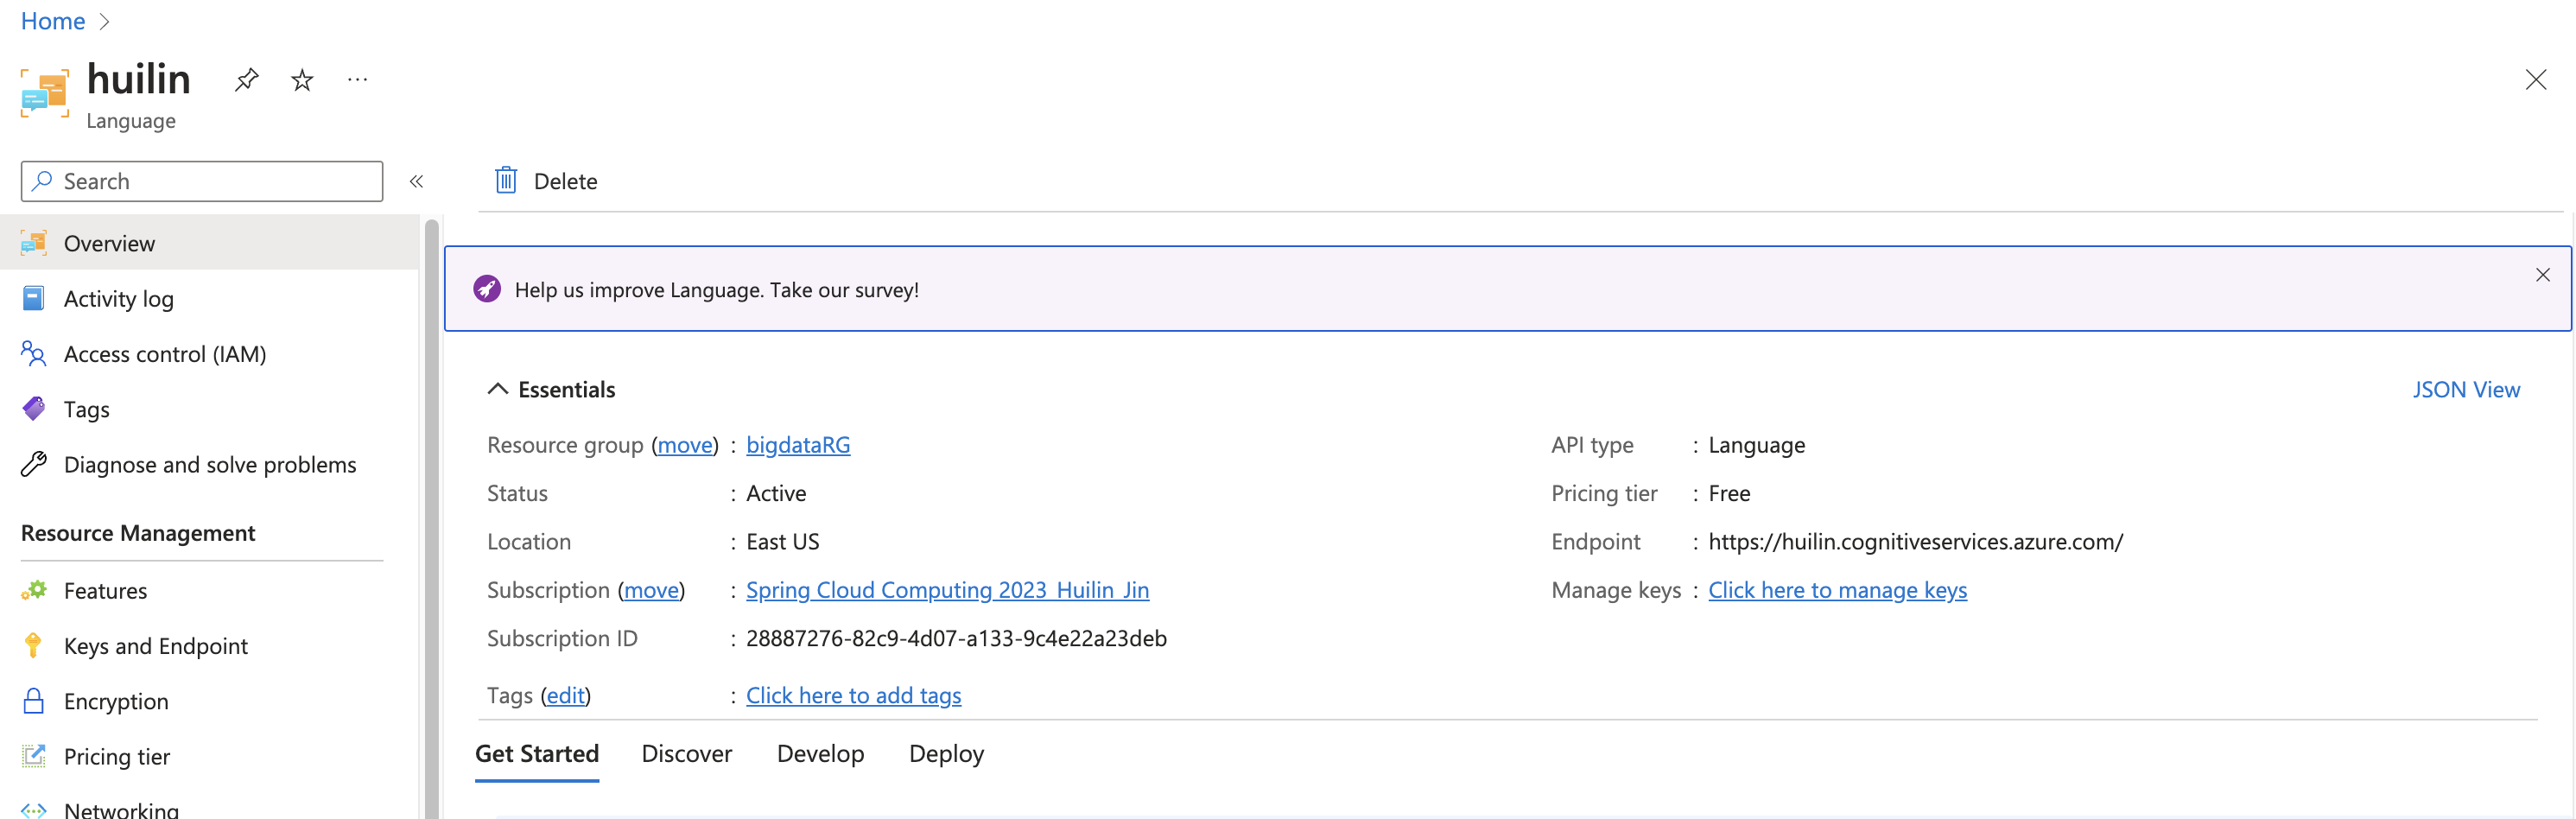 Home
huilin
Language
Search
Delete
Overview
Activity log
Access control (IAM)
Tags
Diagnose and solve problems
Resource Management
Features
Keys and Endpoint
Encryption
Pricing tier
Networking
Help us improve Language. Take our survey!
Essentials
JSON View
Resource group (move) : bigdataRG
Status : Active
Location : East US
Subscription (move) : Spring Cloud Computing 2023_Huilin_Jin
Subscription ID : 28887276-82c9-4d07-a133-9c4e22a23deb
Tags (edit) : Click here to add tags
API type : Language
Pricing tier : Free
Endpoint : https://huilin.cognitiveservices.azure.com/
Manage keys : Click here to manage keys
Get Started Discover Develop Deploy